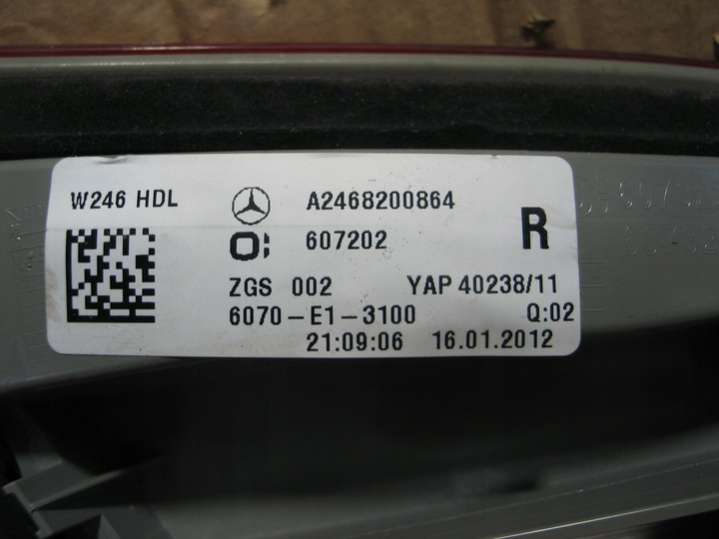 W246 HDL A2468200864
607202 R
ZGS 002 YAP 40238/11
6070-E1-3100 Q:02
21:09:06 16.01.2012